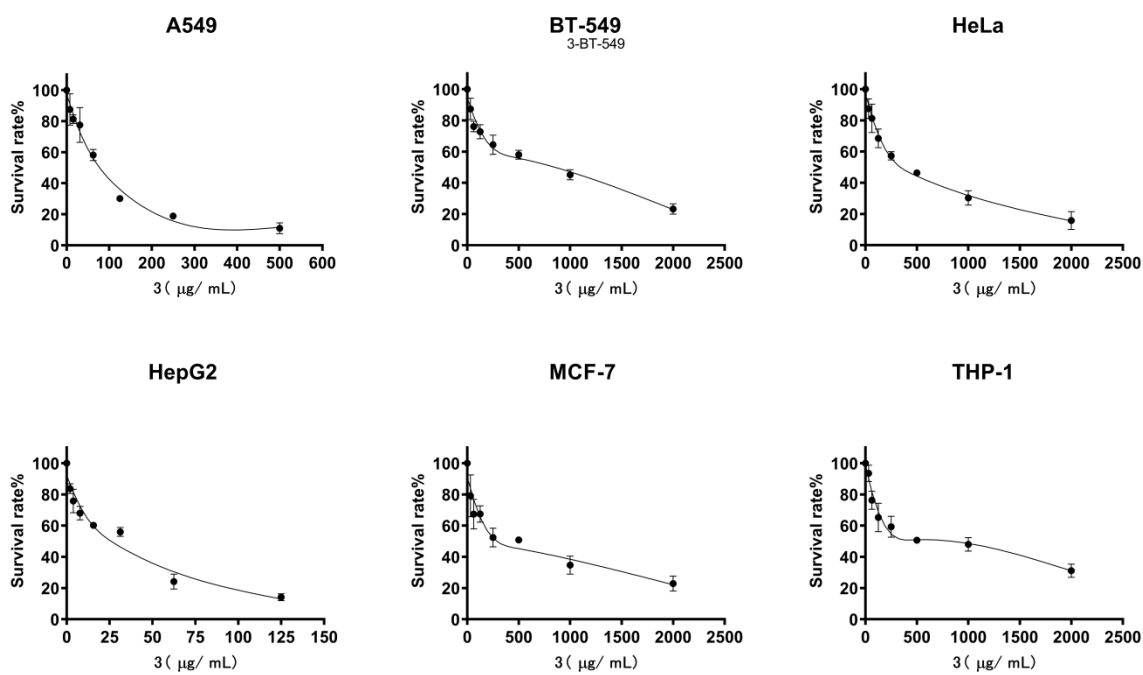 A549
BT-549
3-BT-549
HeLa
Survival rate%
100
80
60
40
20
0
0 100 200 300 400 500 600
3( μg/ mL)
Survival rate%
100
80
60
40
20
0
0 500 1000 1500 2000 2500
3( μg/ mL)
Survival rate%
100
80
60
40
20
0
0 500 1000 1500 2000 2500
3( μg/ mL)
HepG2
MCF-7
THP-1
Survival rate%
100
80
60
40
20
0
0 25 50 75 100 125 150
3( μg/ mL)
Survival rate%
100
80
60
40
20
0
0 500 1000 1500 2000 2500
3( μg/ mL)
Survival rate%
100
80
60
40
20
0
0 500 1000 1500 2000 2500
3( μg/ mL)